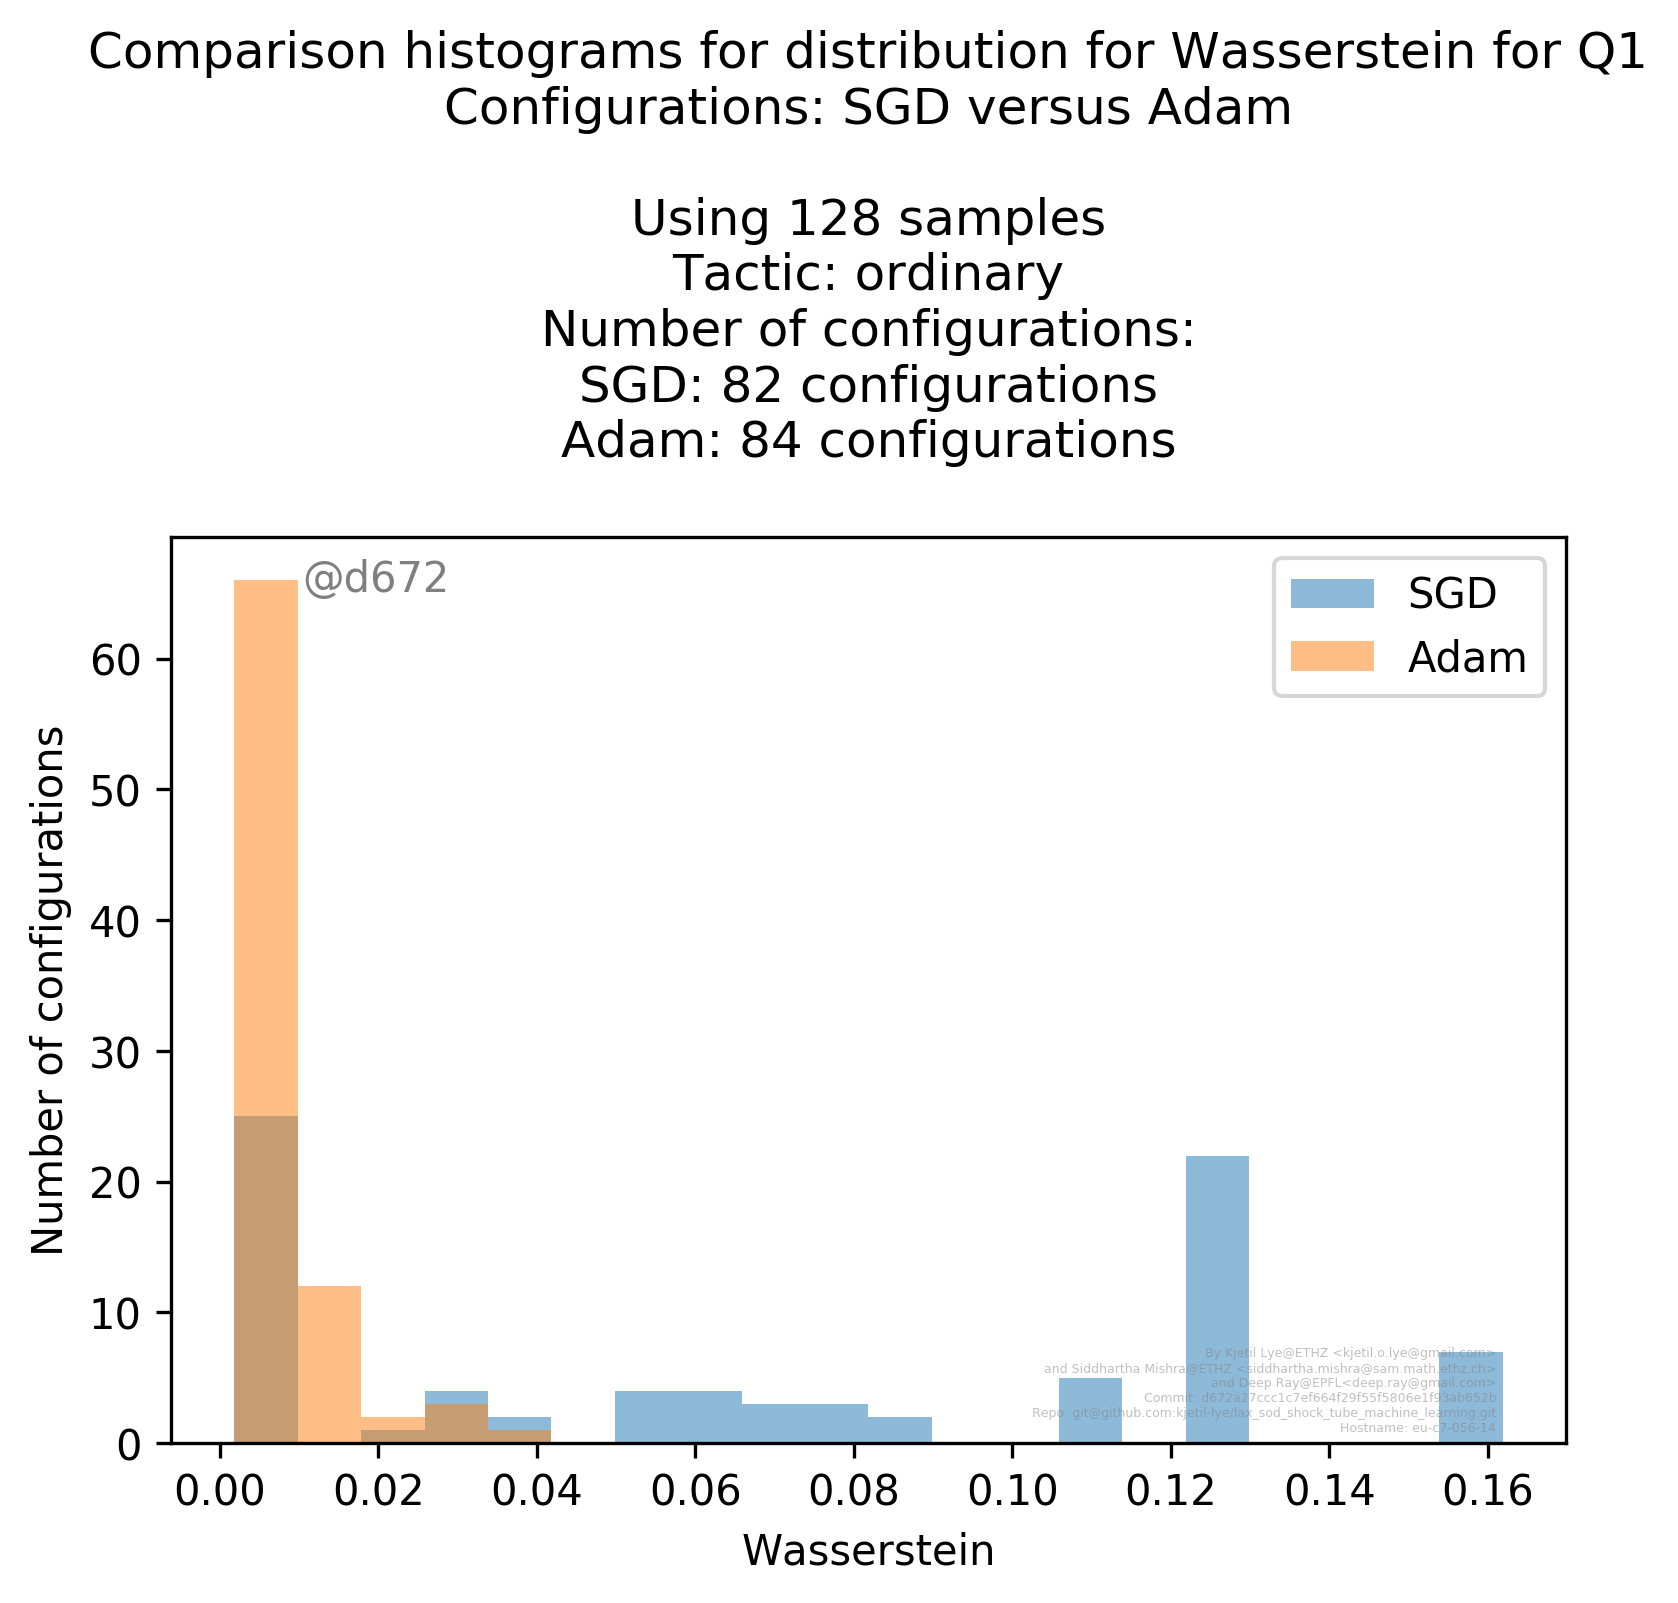 Comparison histograms for distribution for Wasserstein for Q1
Configurations: SGD versus Adam
Using 128 samples
Tactic: ordinary
Number of configurations:
SGD: 82 configurations
Adam: 84 configurations
@d672
SGD
Adam
60
50
40
30
20
10
0
Number of configurations
By Kjetil Lye@ETHZ <kjetil.o.lye@gmail.com>
and Siddhartha Mishra@ETHZ <siddhartha.mishra@sam.math.ethz.ch>
and Deep Ray@EPFL<deep.ray@gmail.com>
Commit: d672a27ccc1c7ef664f29f55f5806e1f93ab652b
Repo: git@github.com:kjetil-lye/lax_sod_shock_tube_machine_learning.git
Hostname: eu-c7-056-14
0.00 0.02 0.04 0.06 0.08 0.10 0.12 0.14 0.16
Wasserstein